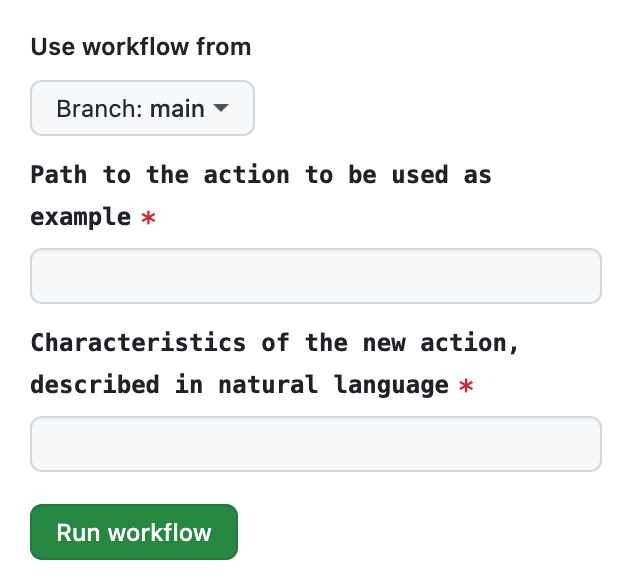 Use workflow from
Branch: main
Path to the action to be used as
example *
Characteristics of the new action,
described in natural language *
Run workflow